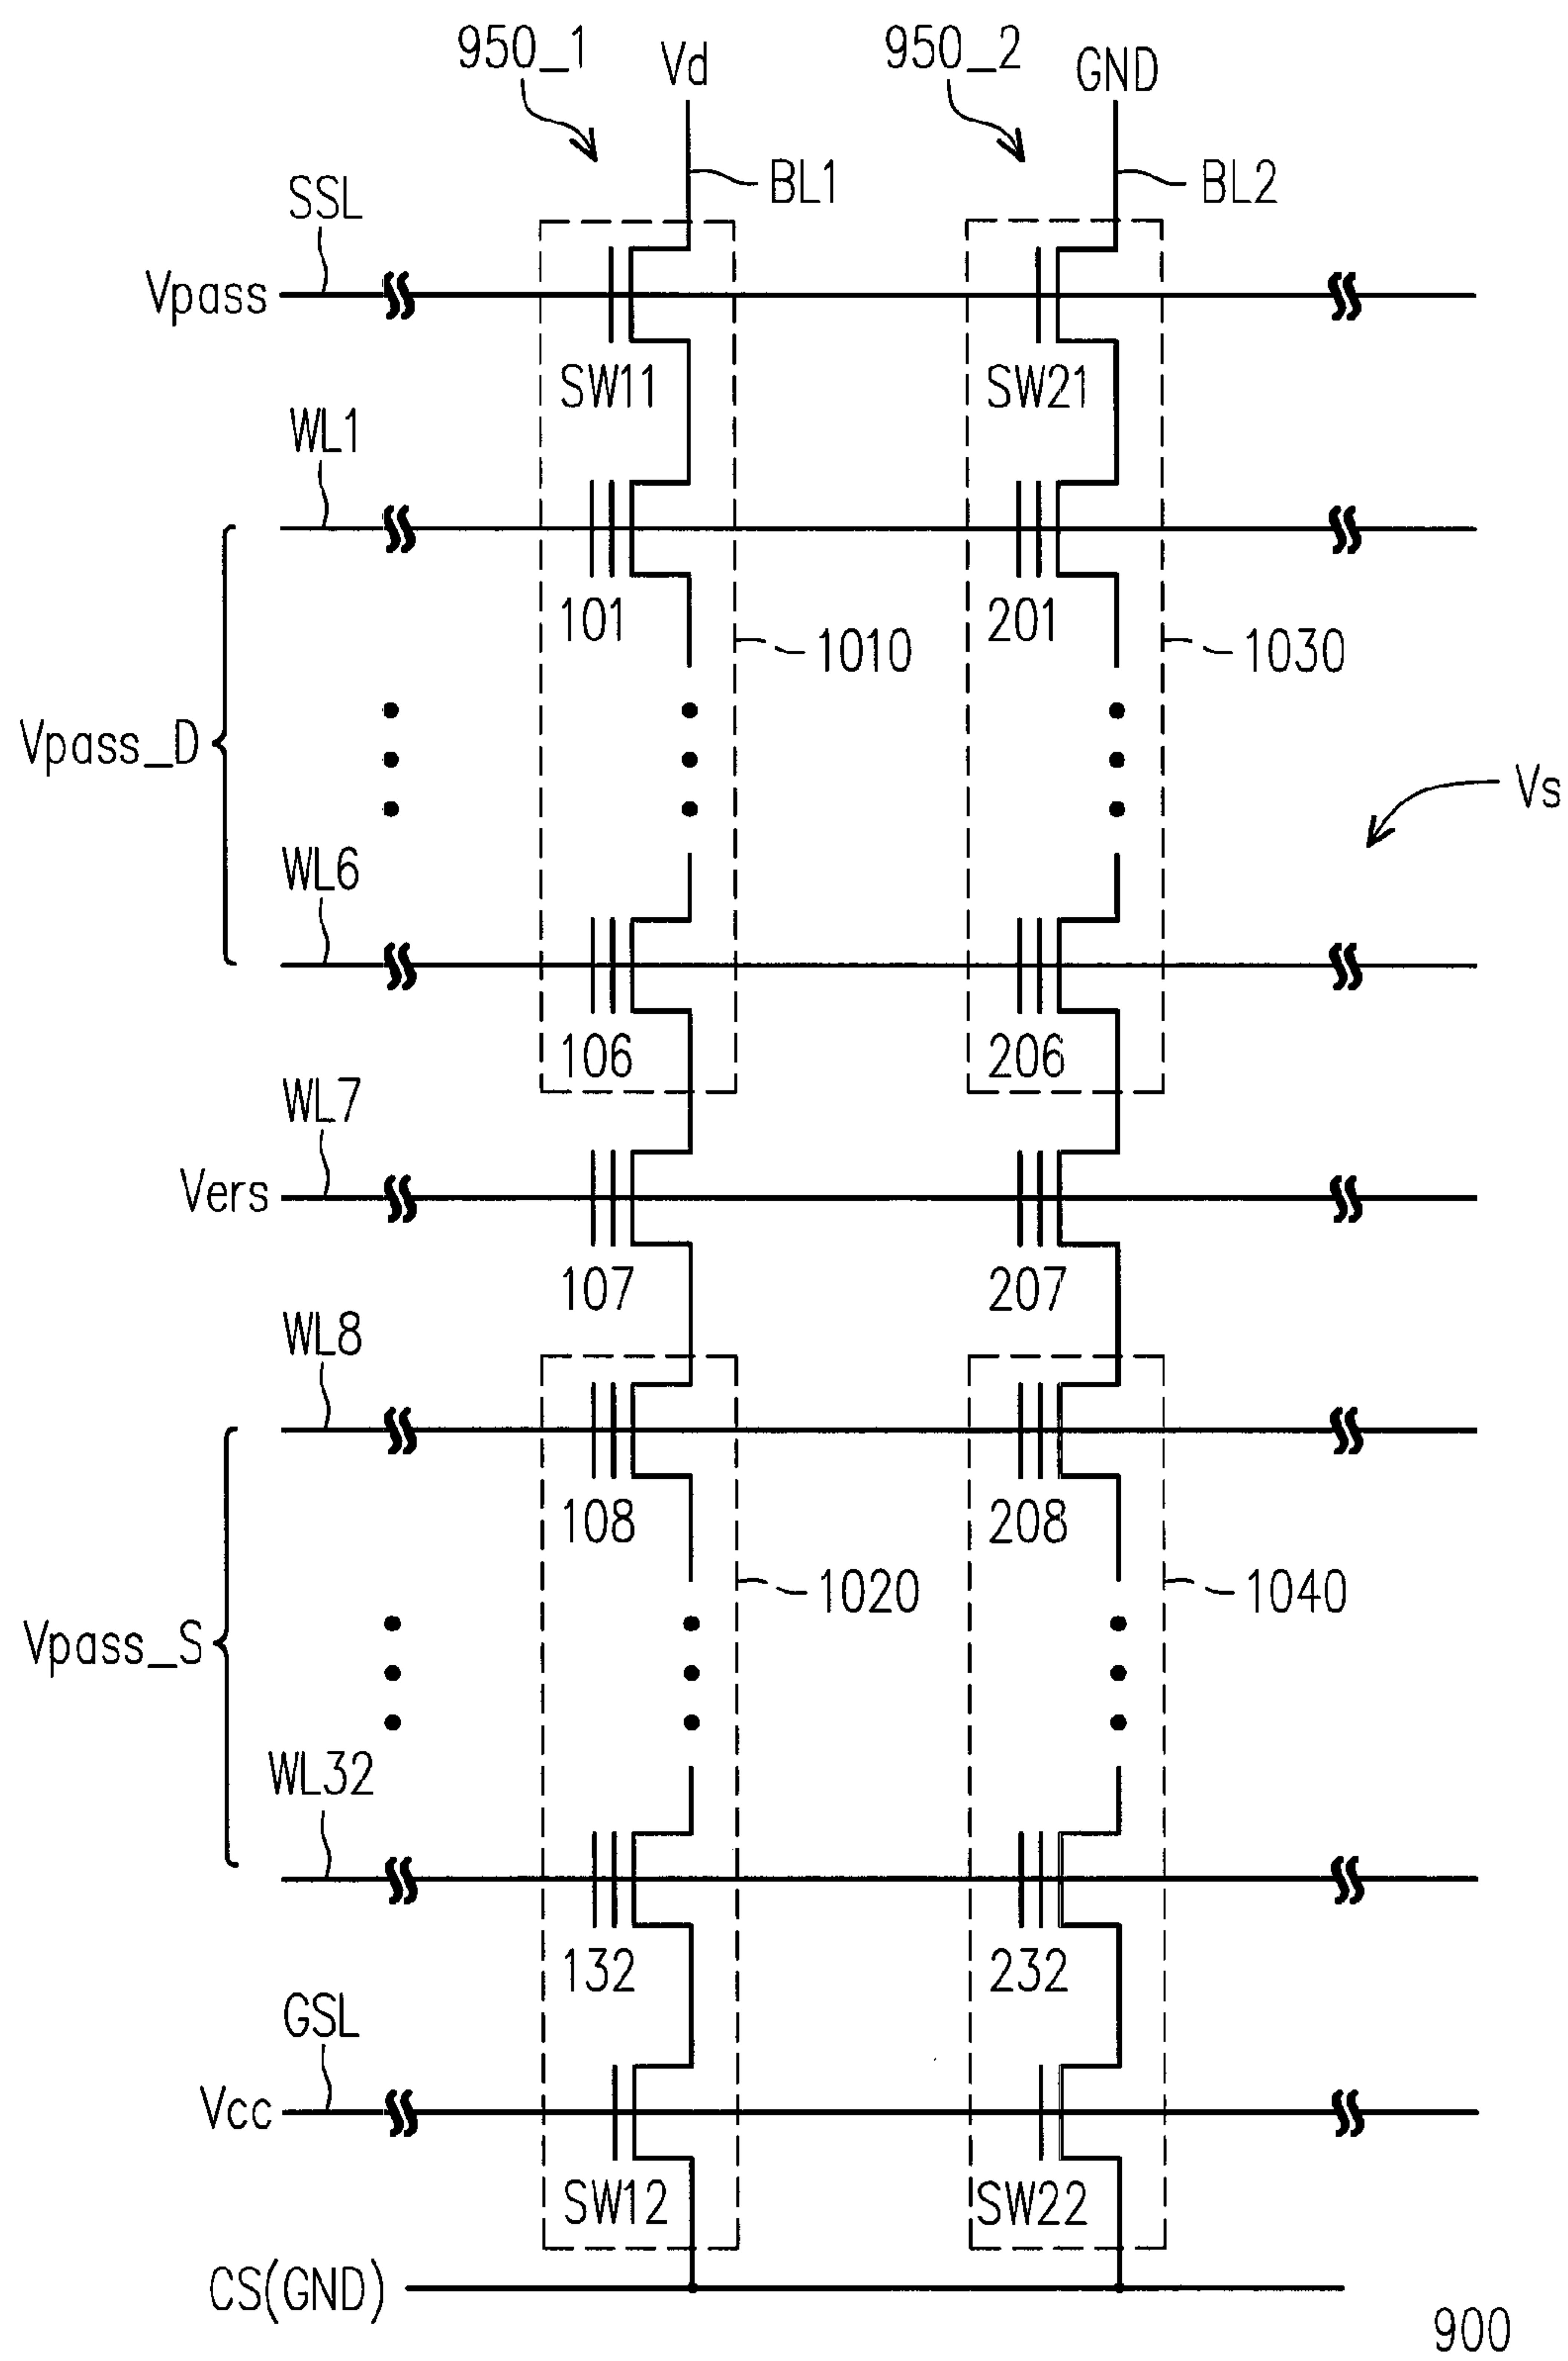 950_1
Vd
950_2
GND
BL1
BL2
SSL
Vpass
SW11
SW21
WL1
101
201
1010
1030
Vpass_D
Vs
WL6
106
206
WL7
Vers
107
207
WL8
108
208
1020
1040
Vpass_S
WL32
132
232
GSL
Vcc
SW12
SW22
CS(GND)
900